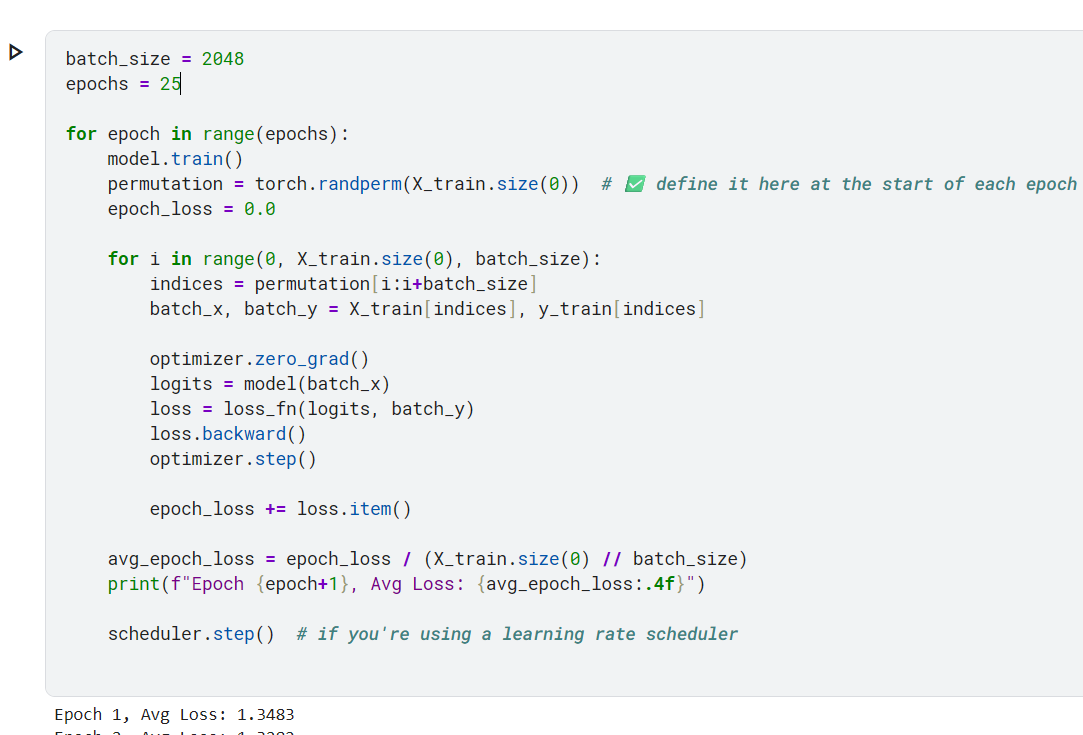 batch_size = 2048
epochs = 25
for epoch in range(epochs):
    model.train()
    permutation = torch.randperm(X_train.size(0))  # ✅ define it here at the start of each epoch
    epoch_loss = 0.0
    for i in range(0, X_train.size(0), batch_size):
        indices = permutation[i:i+batch_size]
        batch_x, batch_y = X_train[indices], y_train[indices]
        optimizer.zero_grad()
        logits = model(batch_x)
        loss = loss_fn(logits, batch_y)
        loss.backward()
        optimizer.step()
        epoch_loss += loss.item()
    avg_epoch_loss = epoch_loss / (X_train.size(0) // batch_size)
    print(f"Epoch {epoch+1}, Avg Loss: {avg_epoch_loss:.4f}")
    scheduler.step()  # if you're using a learning rate scheduler
Epoch 1, Avg Loss: 1.3483